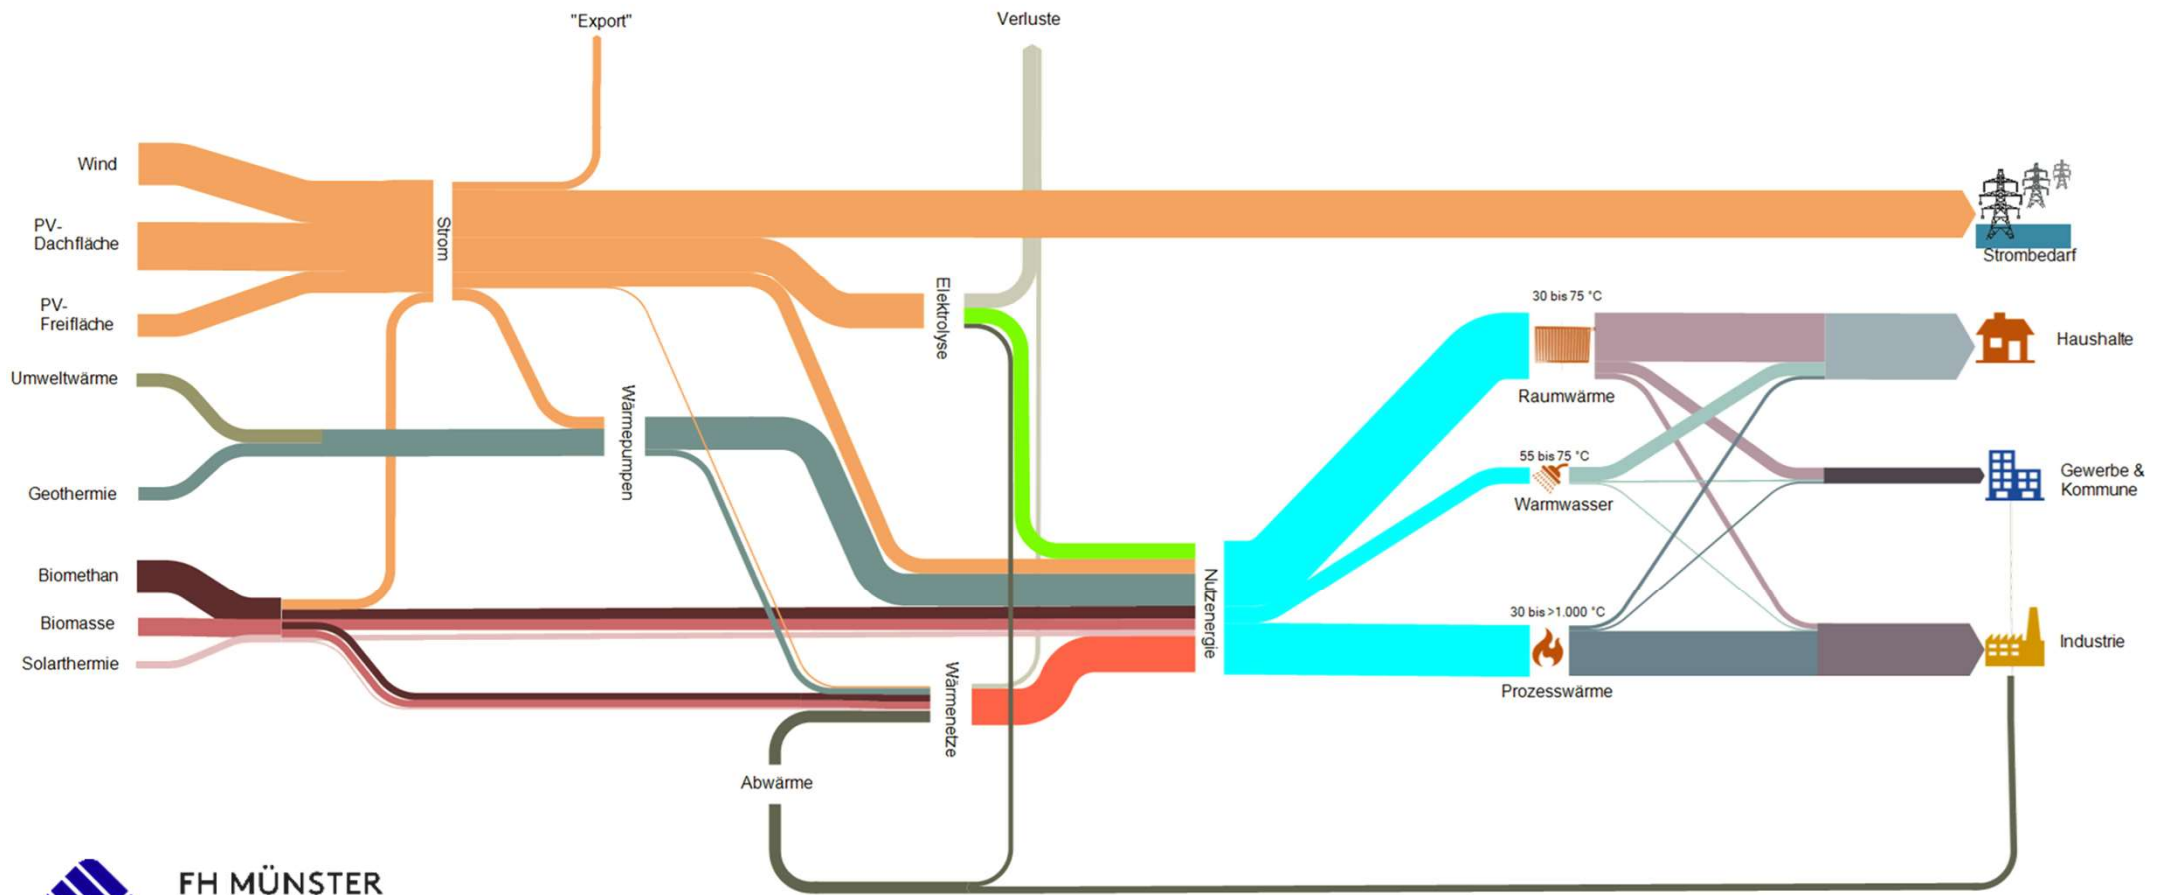 "Export"
Verluste
Wind
PV-
Dachfläche
Strom
Strombedarf
PV-
Freifläche
Elektrolyse
30 bis 75 °C
Haushalte
Umweltwärme
Raumwärme
Wärmepumpen
55 bis 75 °C
Gewerbe &
Kommune
Geothermie
Warmwasser
Biomethan
Nutzenergie
30 bis >1.000 °C
Biomasse
Industrie
Solarthermie
Wärmenetze
Prozesswärme
Abwärme
FH MÜNSTER